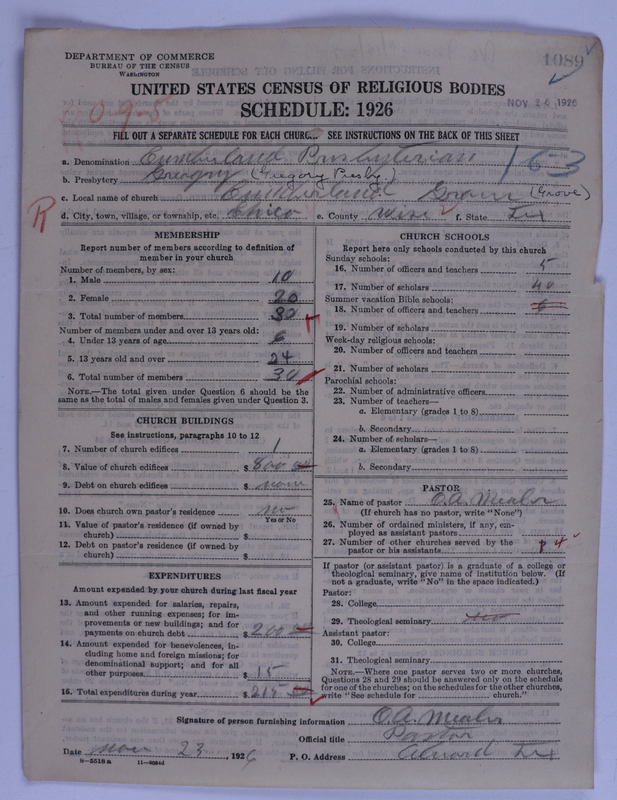 DEPARTMENT OF COMMERCE
BUREAU OF THE CENSUS
WASHINGTON
1089
UNITED STATES CENSUS OF RELIGIOUS BODIES
NOV 26 1926
SCHEDULE: 1926
09-5
FILL OUT A SEPARATE SCHEDULE FOR EACH CHURC... SEE INSTRUCTIONS ON THE BACK OF THIS SHEET
a. Denomination Cumberland Presbyterian
163
b. Presbytery Gregory (Gregory Presby)
c. Local name of church Cumberland Grove (Grove)
R
d. City, town, village, or township, etc. Chico e. County Wise f. State Tex
MEMBERSHIP
Report number of members according to definition of
member in your church
Number of members, by sex:
1. Male 10
2. Female 20
3. Total number of members 30
Number of members under and over 13 years old:
4. Under 13 years of age 6
5. 13 years old and over 24
6. Total number of members 30
NOTE.—The total given under Question 6 should be the
same as the total of males and females given under Question 3.
CHURCH BUILDINGS
See instructions, paragraphs 10 to 12
7. Number of church edifices 1
8. Value of church edifices $ 800
9. Debt on church edifices $ none
10. Does church own pastor's residence no
Yes or No
11. Value of pastor's residence (if owned by
church) $
12. Debt on pastor's residence (if owned by
church) $
EXPENDITURES
Amount expended by your church during last fiscal year
13. Amount expended for salaries, repairs,
and other running expenses; for im-
provements or new buildings; and for
payments on church debt $ 200
14. Amount expended for benevolences, in-
cluding home and foreign missions; for
denominational support; and for all
other purposes $ 15
15. Total expenditures during year $ 215
CHURCH SCHOOLS
Report here only schools conducted by this church
Sunday schools:
16. Number of officers and teachers 5
17. Number of scholars 40
Summer vacation Bible schools:
18. Number of officers and teachers 6
19. Number of scholars
Week-day religious schools:
20. Number of officers and teachers
21. Number of scholars
Parochial schools:
22. Number of administrative officers
23. Number of teachers—
a. Elementary (grades 1 to 8)
b. Secondary
24. Number of scholars—
a. Elementary (grades 1 to 8)
b. Secondary
PASTOR
25. Name of pastor O.A.
(If church has no pastor, write "None")
26. Number of ordained ministers, if any, em-
ployed as assistant pastors
27. Number of other churches served by the
pastor or his assistants 4
If pastor (or assistant pastor) is a graduate of a college or
theological seminary, give name of institution below. (If
not a graduate, write "No" in the space indicated.)
Pastor:
28. College
29. Theological seminary no
Assistant pastor:
30. College
31. Theological seminary
NOTE.—Where one pastor serves two or more churches,
Questions 28 and 29 should be answered only on the schedule
for one of the churches; on the schedules for the other churches,
write "See schedule for church."
Signature of person furnishing information O.A.
Official title Pastor
Date Nov 23, 1926 P. O. Address Alvord Tex
8-5518a 11-9084d